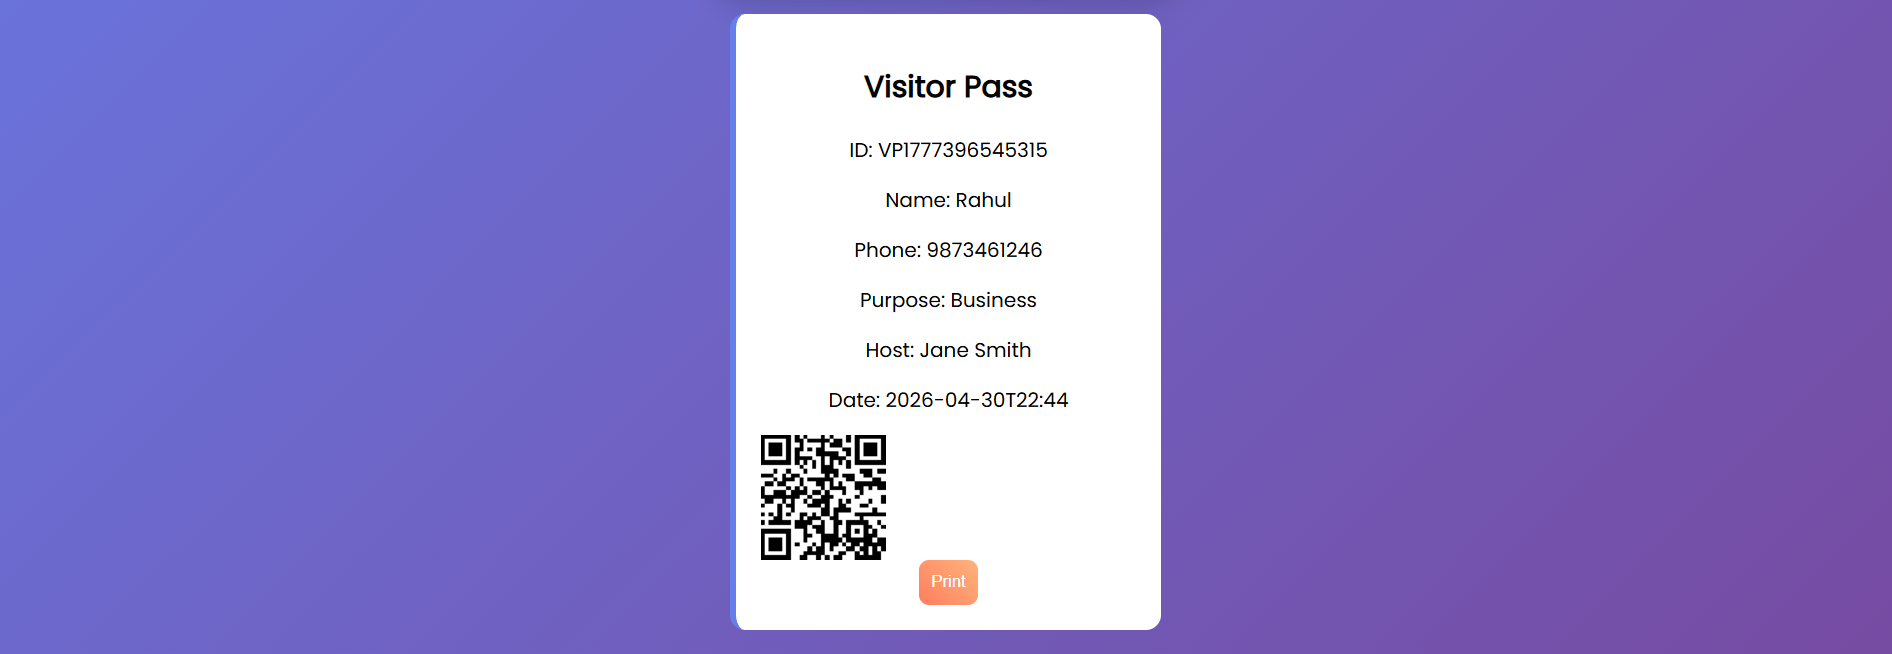 Visitor Pass
ID: VP1777396545315
Name: Rahul
Phone: 9873461246
Purpose: Business
Host: Jane Smith
Date: 2026-04-30T22:44
Print